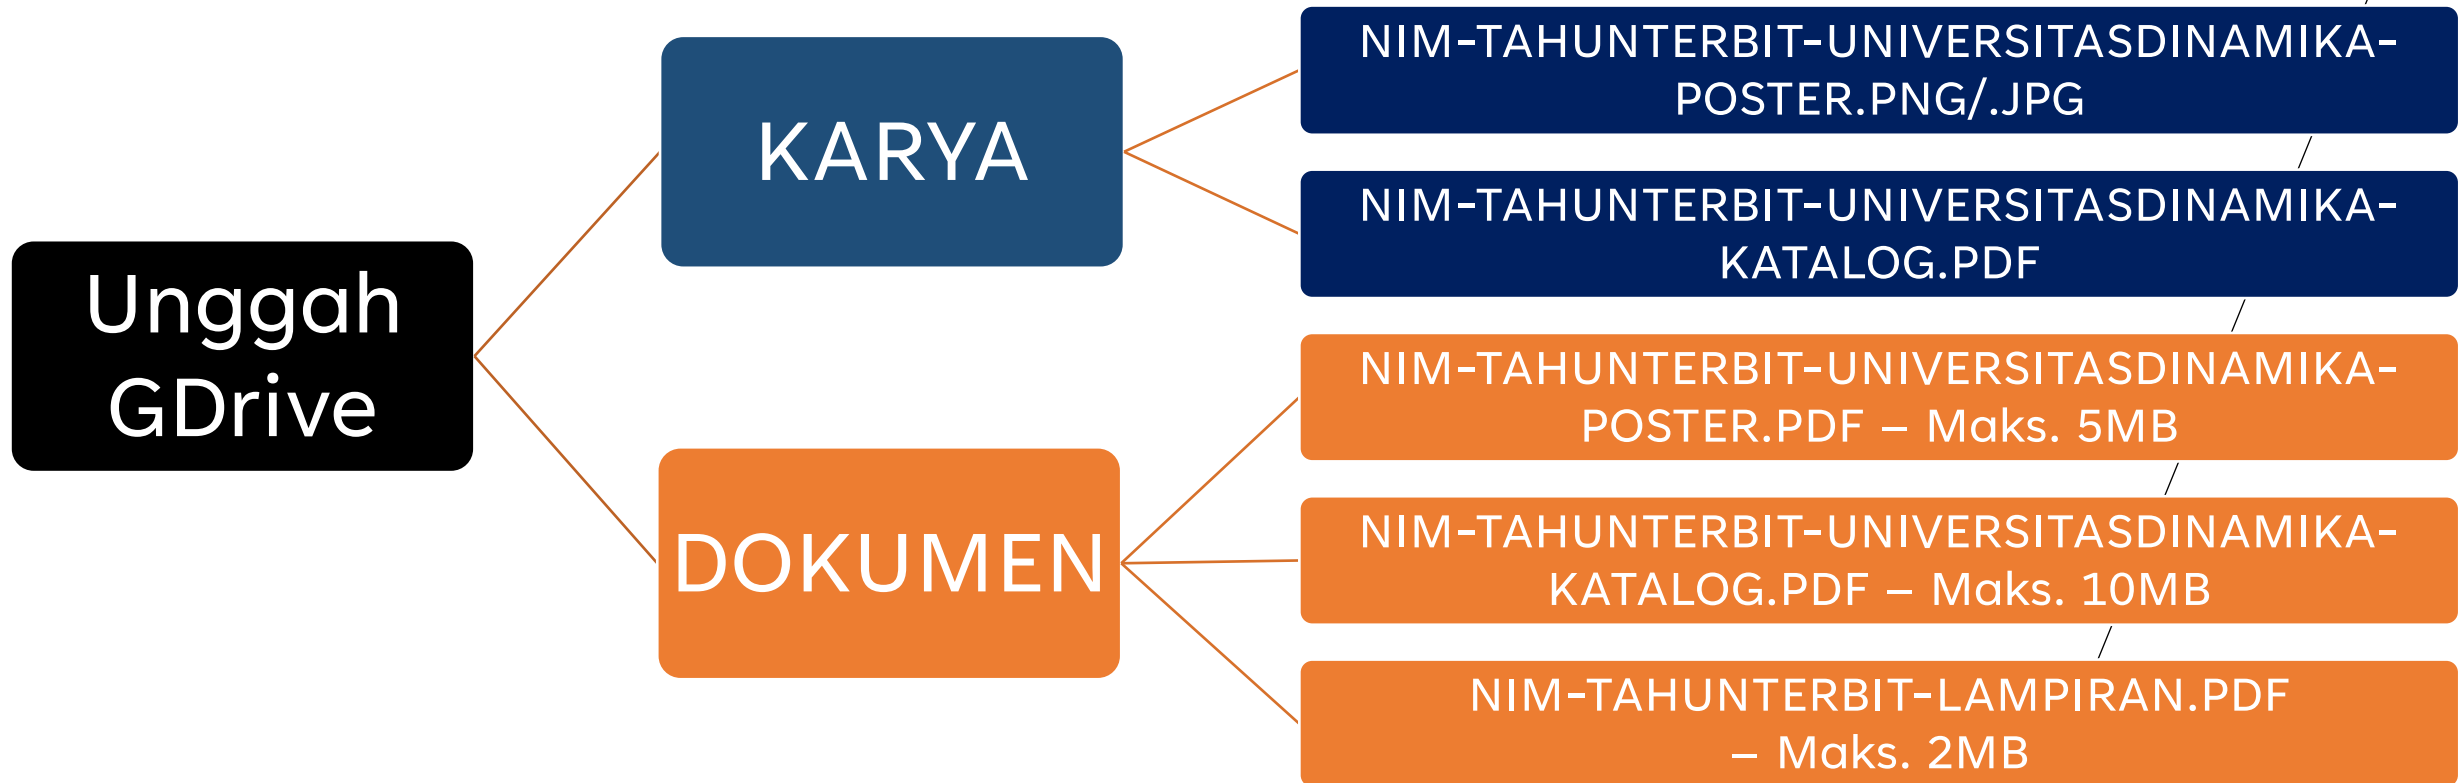 Unggah
GDrive
KARYA
NIM-TAHUNTERBIT-UNIVERSITASDINAMIKA-
POSTER.PNG/.JPG
NIM-TAHUNTERBIT-UNIVERSITASDINAMIKA-
KATALOG.PDF
DOKUMEN
NIM-TAHUNTERBIT-UNIVERSITASDINAMIKA-
POSTER.PDF – Maks. 5MB
NIM-TAHUNTERBIT-UNIVERSITASDINAMIKA-
KATALOG.PDF – Maks. 10MB
NIM-TAHUNTERBIT-LAMPIRAN.PDF
– Maks. 2MB